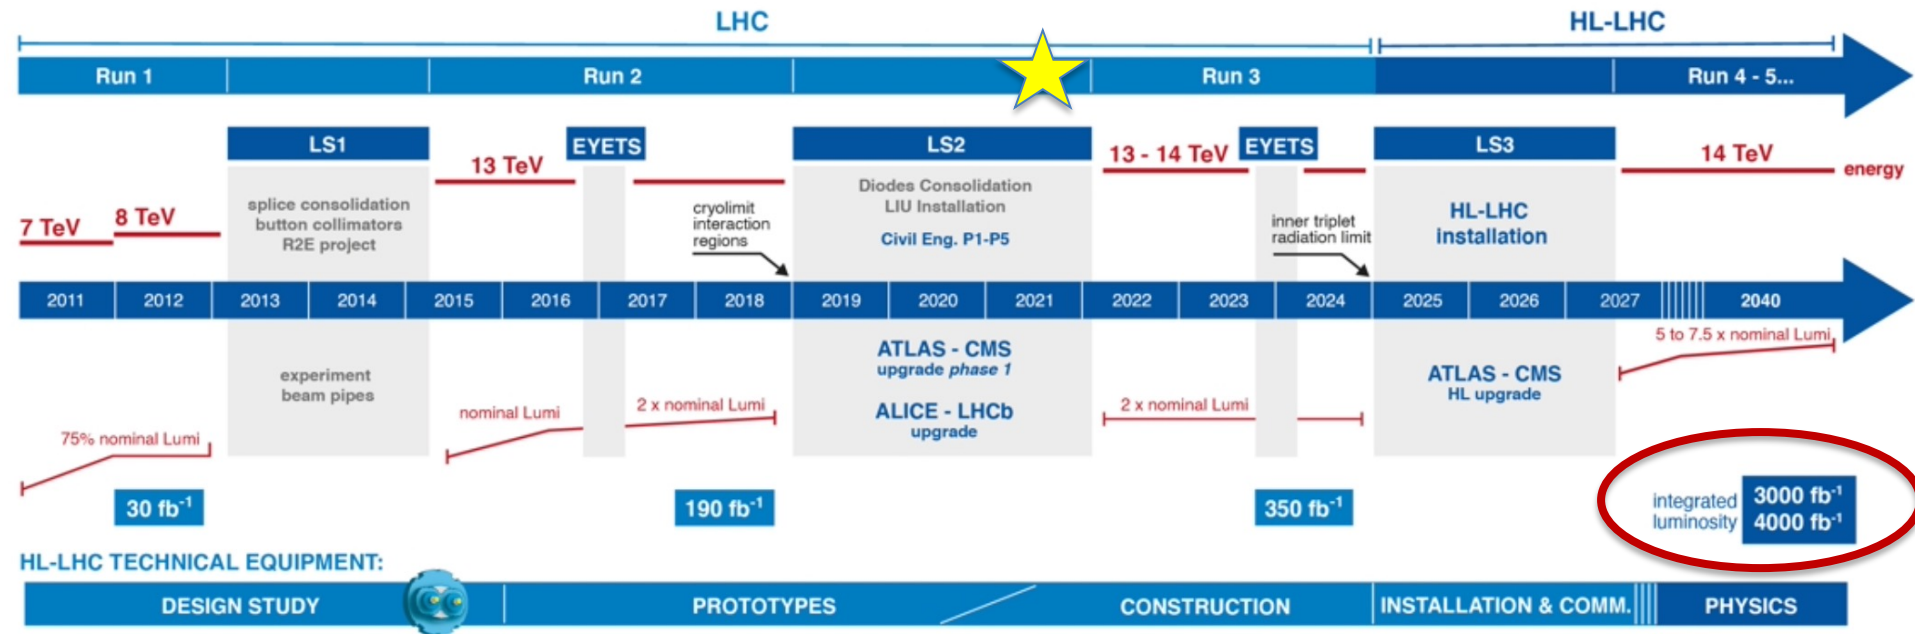 LHC
HL-LHC
Run 1
Run 2
Run 3
Run 4 - 5...
LS1
EYETS
LS2
EYETS
LS3
13 TeV
13 - 14 TeV
14 TeV
energy
7 TeV
8 TeV
splice consolidation
button collimators
R2E project
cryolimit
interaction
regions
Diodes Consolidation
LIU Installation
Civil Eng. P1-P5
inner triplet
radiation limit
HL-LHC
installation
2011
2012
2013
2014
2015
2016
2017
2018
2019
2020
2021
2022
2023
2024
2025
2026
2027
2040
experiment
beam pipes
75% nominal Lumi
nominal Lumi
2 x nominal Lumi
ATLAS - CMS
upgrade phase 1
ALICE - LHCb
upgrade
2 x nominal Lumi
ATLAS - CMS
HL upgrade
5 to 7.5 x nominal Lumi
30 fb⁻¹
190 fb⁻¹
350 fb⁻¹
integrated
luminosity
3000 fb⁻¹
4000 fb⁻¹
HL-LHC TECHNICAL EQUIPMENT:
DESIGN STUDY
PROTOTYPES
CONSTRUCTION
INSTALLATION & COMM.
PHYSICS